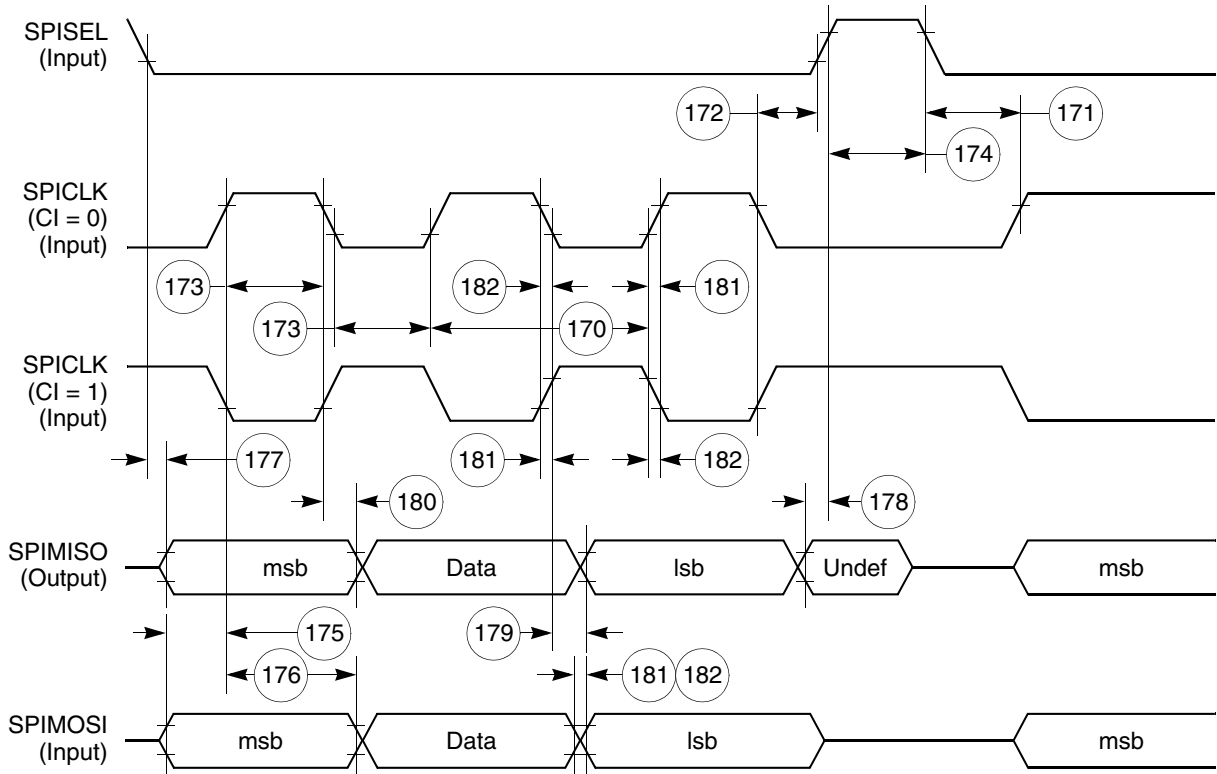 SPISEL
(Input)
172
171
174
SPICLK
(CI = 0)
(Input)
173
182
181
173
170
SPICLK
(CI = 1)
(Input)
177
181
182
180
178
SPIMISO
(Output)
msb
Data
lsb
Undef
msb
175
179
176
181
182
SPIMOSI
(Input)
msb
Data
lsb
msb